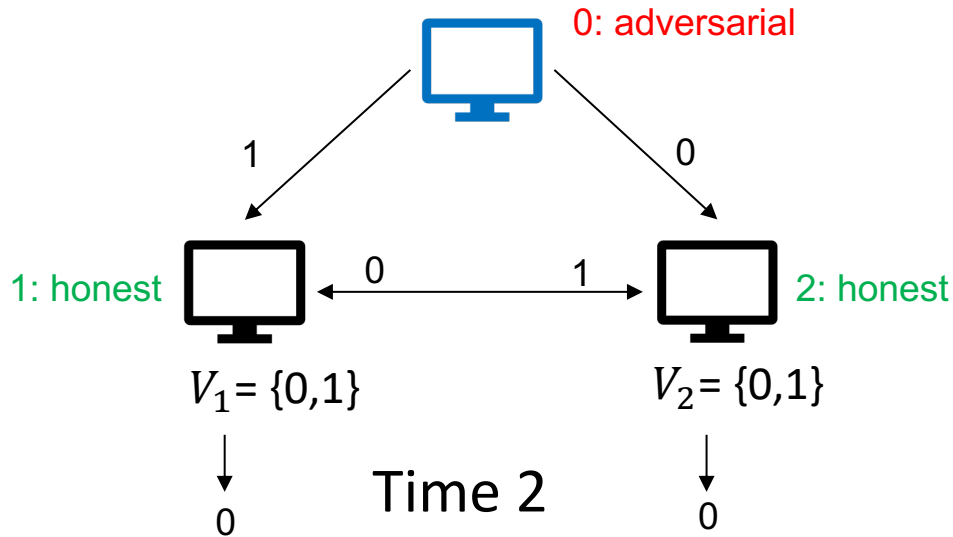 0: adversarial
1
0
1: honest
0
1
2: honest
V₁= {0,1}
V₂= {0,1}
Time 2
0
0